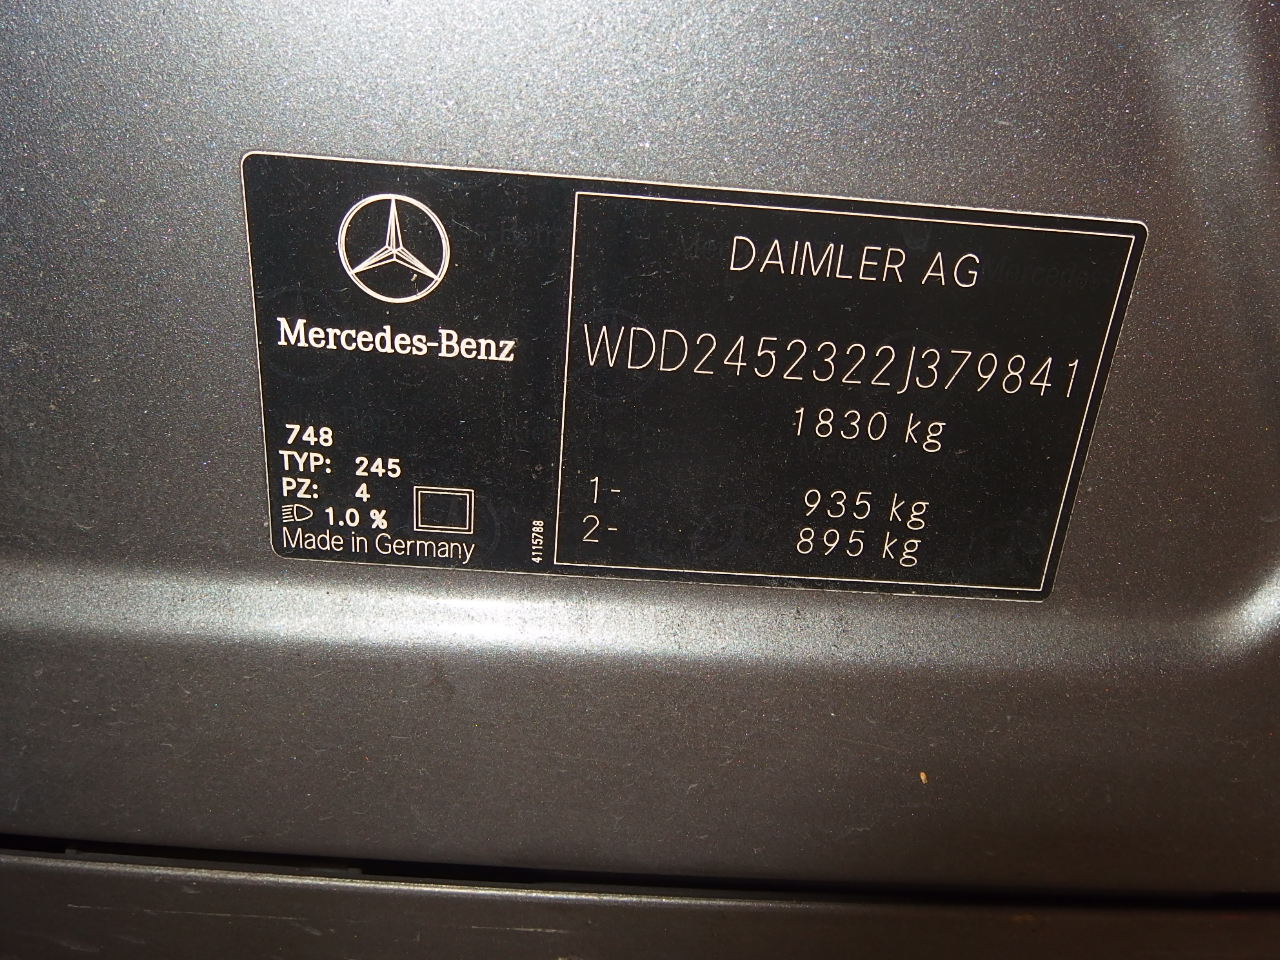 Mercedes-Benz
748
TYP: 245
PZ: 4
1.0 %
Made in Germany
4115788
DAIMLER AG
WDD2452322J379841
1830 kg
1- 935 kg
2- 895 kg